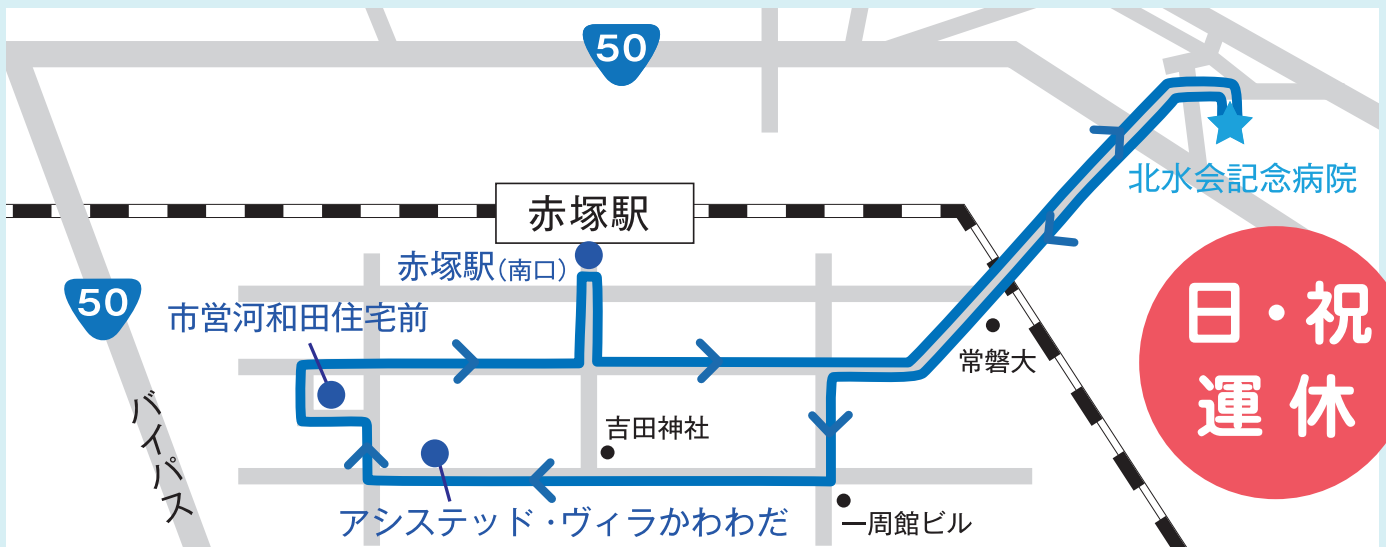 50
北水会記念病院
赤塚駅
赤塚駅(南口)
50
市営河和田住宅前
日・祝
運休
常磐大
バイパス
吉田神社
アシステッド・ヴィラかわわだ
一周館ビル